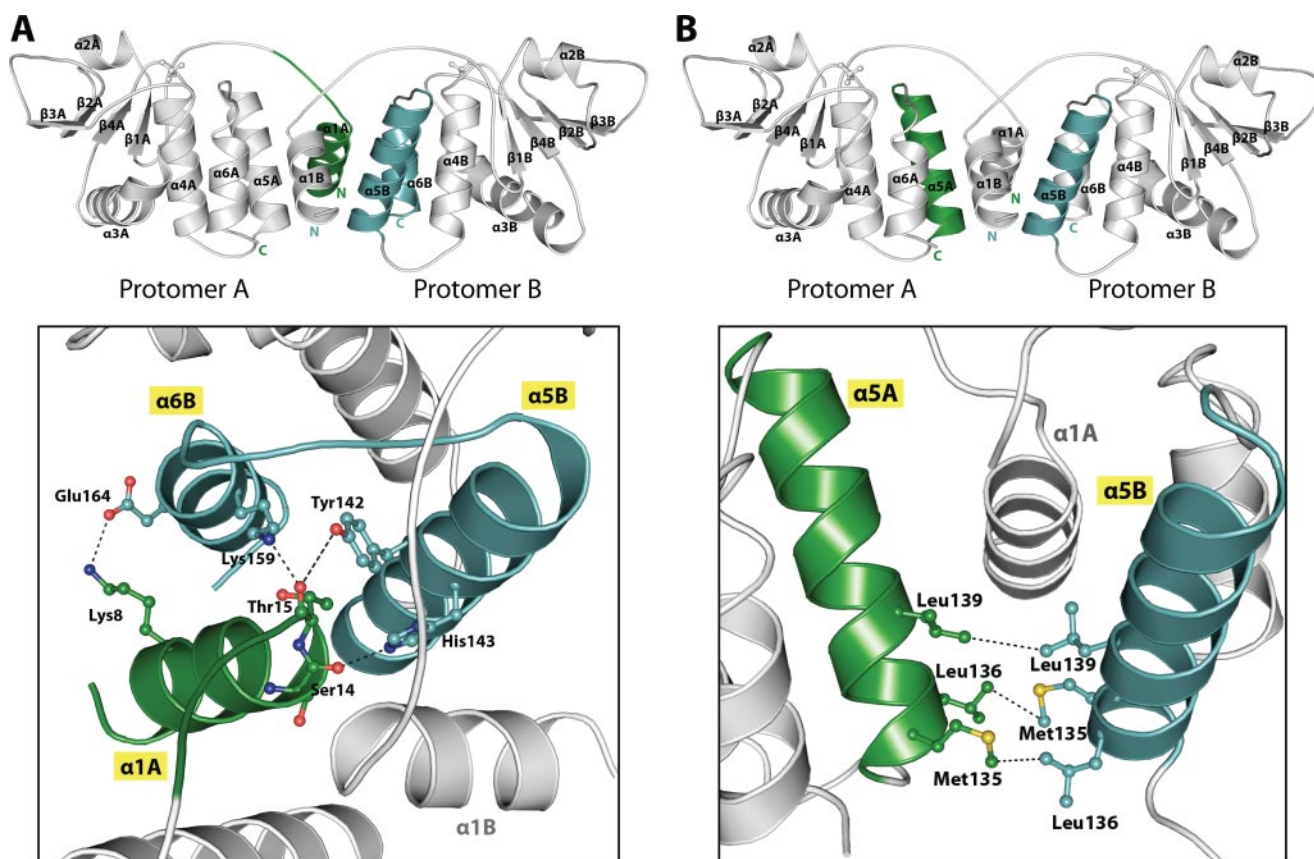 A
α2A
β3A
β2A
β4A
β1A
α3A
α4A
α6A
α5A
C
α1A
α1B
N
N
α5B
α6B
C
α4B
β1B
β4B
β2B
β3B
α2B
α3B
Protomer A
Protomer B
B
α2A
β3A
β2A
β4A
β1A
α3A
α4A
α6A
α5A
C
α1A
α1B
N
N
α5B
α6B
C
α4B
β1B
β4B
β2B
β3B
α2B
α3B
Protomer A
Protomer B
α6B
α5B
Glu164
Tyr142
Lys159
Lys8
Thr15
His143
Ser14
α1A
α1B
α5A
α1A
α5B
Leu139
Leu139
Leu136
Met135
Met135
Leu136